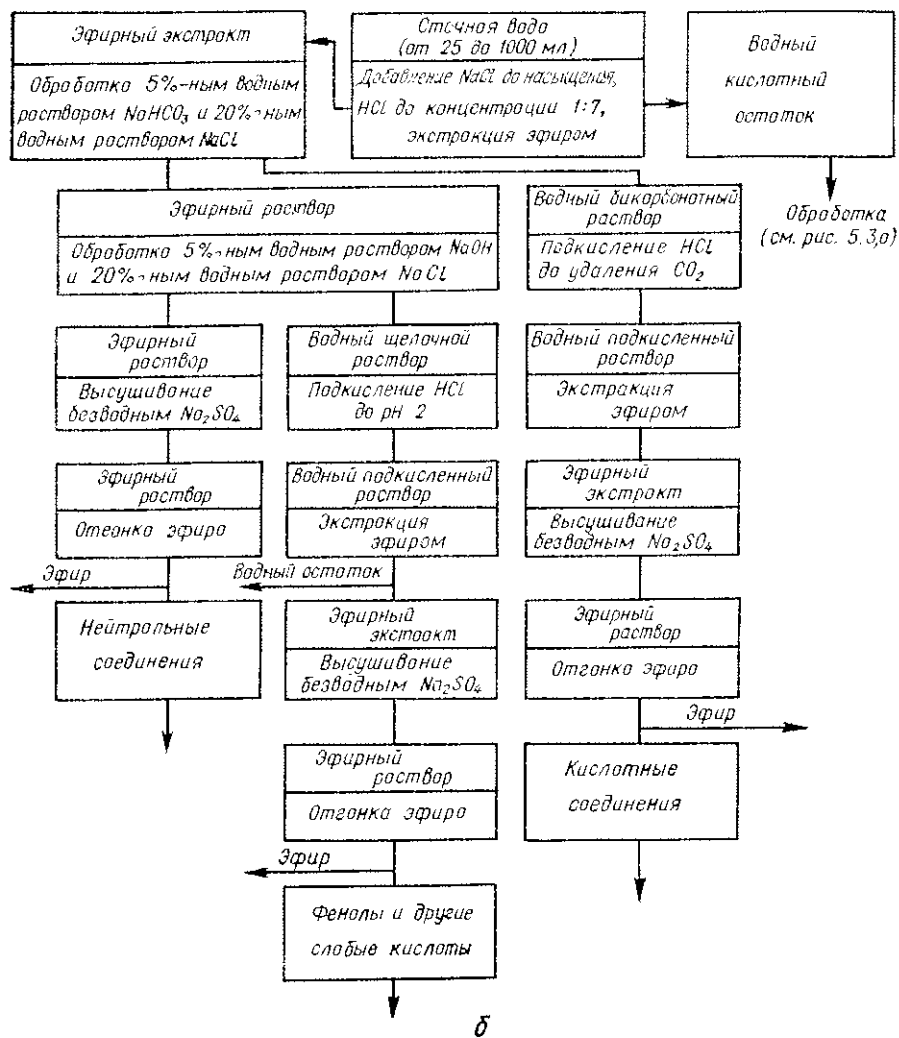 Эфирный экстракт
Обработка 5%-ным водным
раствором NaHCO₃ и 20%-ным
водным раствором NaCl
Сточная вода
(от 25 до 1000 мл)
Добавление NaCl до насыщения,
HCl до концентрации 1:7,
экстракция эфиром
Водный
кислотный
остаток
Обработка
(см. рис. 5.3,а)
Эфирный раствор
Обработка 5%-ным водным раствором NaOH
и 20%-ным водным раствором NaCl
Водный бикарбонатный
раствор
Подкисление HCl
до удаления CO₂
Эфирный
раствор
Высушивание
безводным Na₂SO₄
Водный щелочной
раствор
Подкисление HCl
до pH 2
Водный подкисленный
раствор
Экстракция
эфиром
Эфирный
раствор
Отгонка эфира
Водный подкисленный
раствор
Экстракция
эфиром
Эфирный
экстракт
Высушивание
безводным Na₂SO₄
Эфир
Водный остаток
Нейтральные
соединения
Эфирный
экстракт
Высушивание
безводным Na₂SO₄
Эфирный
раствор
Отгонка эфира
Эфир
Эфирный
раствор
Отгонка эфира
Кислотные
соединения
Эфир
Фенолы и другие
слабые кислоты
б